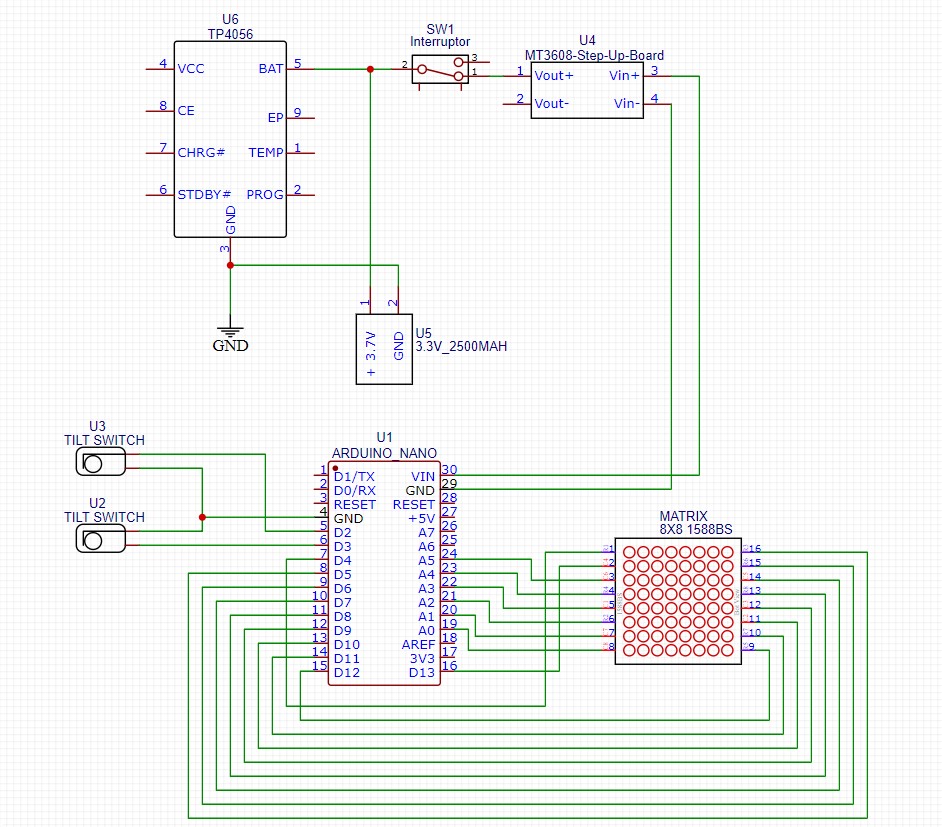 U6
TP4056
4 VCC BAT 5
8 CE EP 9
7 CHRG# TEMP 1
6 STDBY# PROG 2
GND
3
GND
SW1
Interruptor
2 3
1
U4
MT3608-Step-Up-Board
1 Vout+ Vin+ 3
2 Vout- Vin- 4
1 2
+ 3.7V GND
U5
3.3V_2500MAH
U3
TILT SWITCH
U2
TILT SWITCH
U1
ARDUINO_NANO
1 D1/TX VIN 30
2 D0/RX GND 29
3 RESET RESET 28
4 GND +5V 27
5 D2 A7 26
6 D3 A6 25
7 D4 A5 24
8 D5 A4 23
9 D6 A3 22
10 D7 A2 21
11 D8 A1 20
12 D9 A0 19
13 D10 AREF 18
14 D11 3V3 17
15 D12 D13 16
MATRIX
8X8 1588BS
1 16
2 15
3 14
4 13
5 12
6 11
7 10
8 9